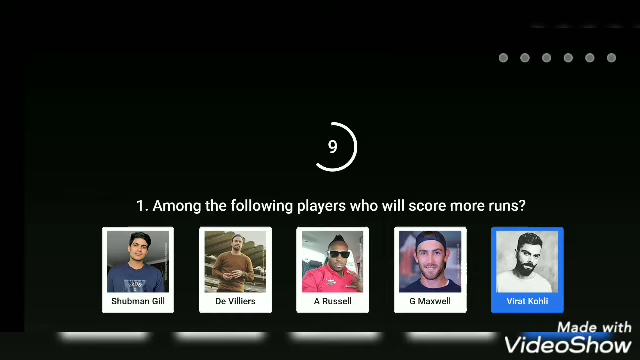 9
1. Among the following players who will score more runs?
Shubman Gill
De Villiers
A Russell
G Maxwell
Virat Kohli
Made with
VideoShow